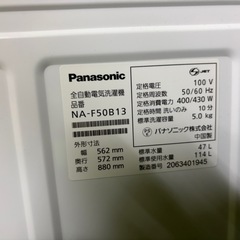 Panasonic
全自動電気洗濯機
品番
NA-F50B13
外形寸法
幅 562 mm
奥行 572 mm
高さ 880 mm
JET
定格電圧 100 V
定格周波数 50/60 Hz
定格消費電力 400/430 W
定格時間 洗いのみ 10 分
標準洗濯容量 5.0 kg
パナソニック株式会社
中国製
標準水量 47 L
標準使用水量 114 L
製造番号 2063401945